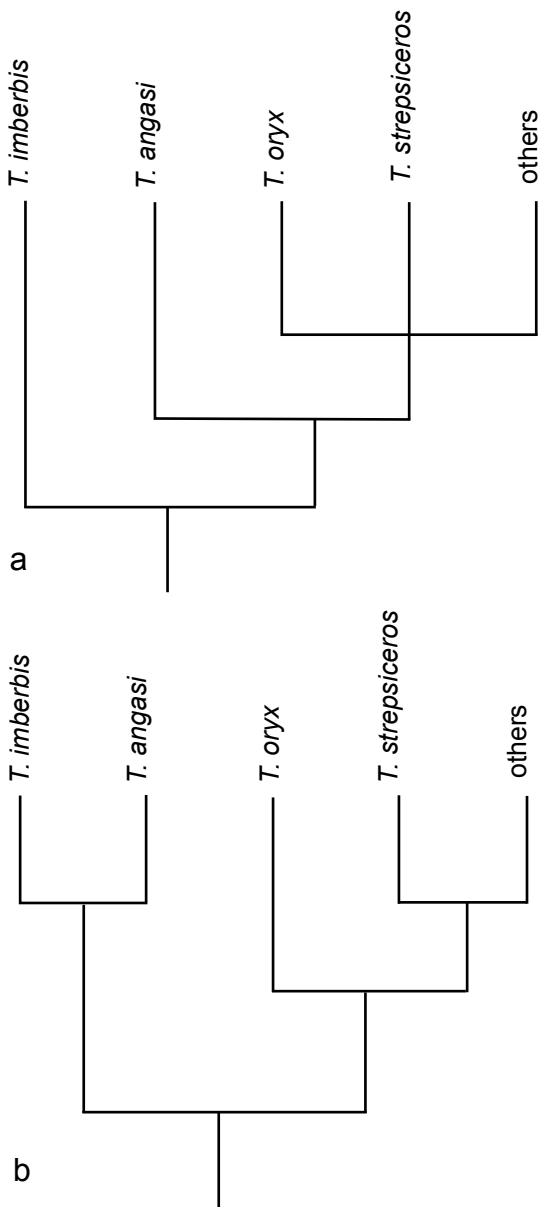 T. imberbis
T. angasi
T. oryx
T. strepsiceros
others
a
T. imberbis
T. angasi
T. oryx
T. strepsiceros
others
b